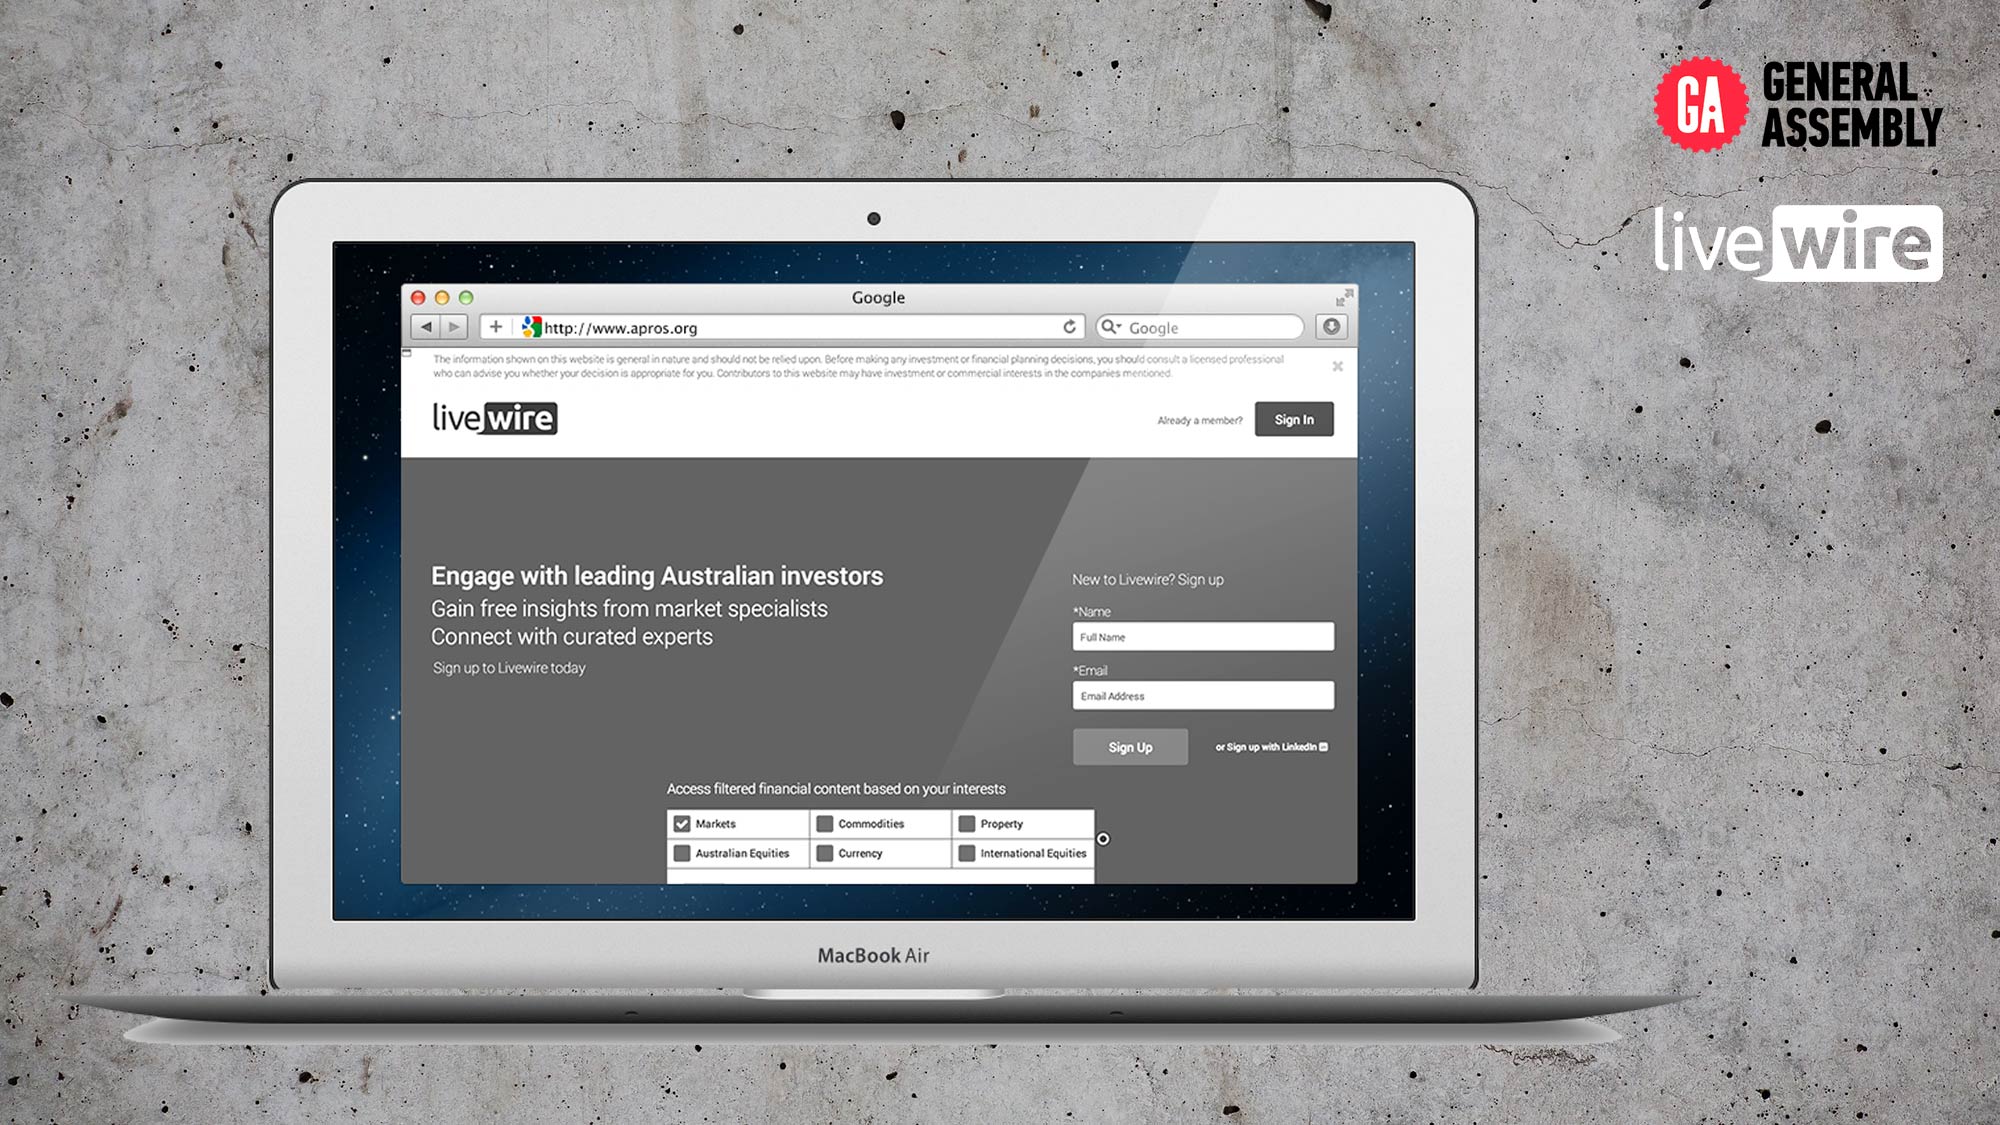 GA GENERAL
ASSEMBLY
livewire
Google
http://www.apros.org
Google
The information shown on this website is general in nature and should not be relied upon. Before making any investment or financial planning decisions, you should consult a licensed professional
who can advise you whether your decision is appropriate for you. Contributors to this website may have investment or commercial interests in the companies mentioned.
livewire
Already a member?
Sign In
Engage with leading Australian investors
Gain free insights from market specialists
Connect with curated experts
Sign up to Livewire today
New to Livewire? Sign up
*Name
Full Name
*Email
Email Address
Sign Up
or Sign up with LinkedIn in
Access filtered financial content based on your interests
Markets Commodities Property
Australian Equities Currency International Equities
MacBook Air